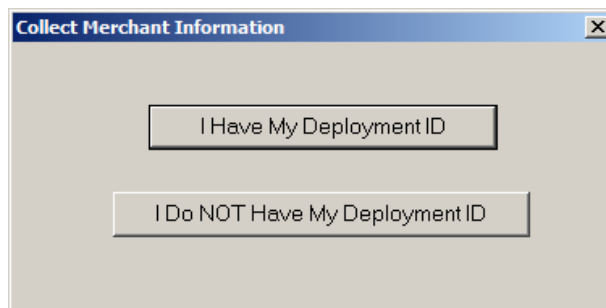 Collect Merchant Information
I Have My Deployment ID
I Do NOT Have My Deployment ID